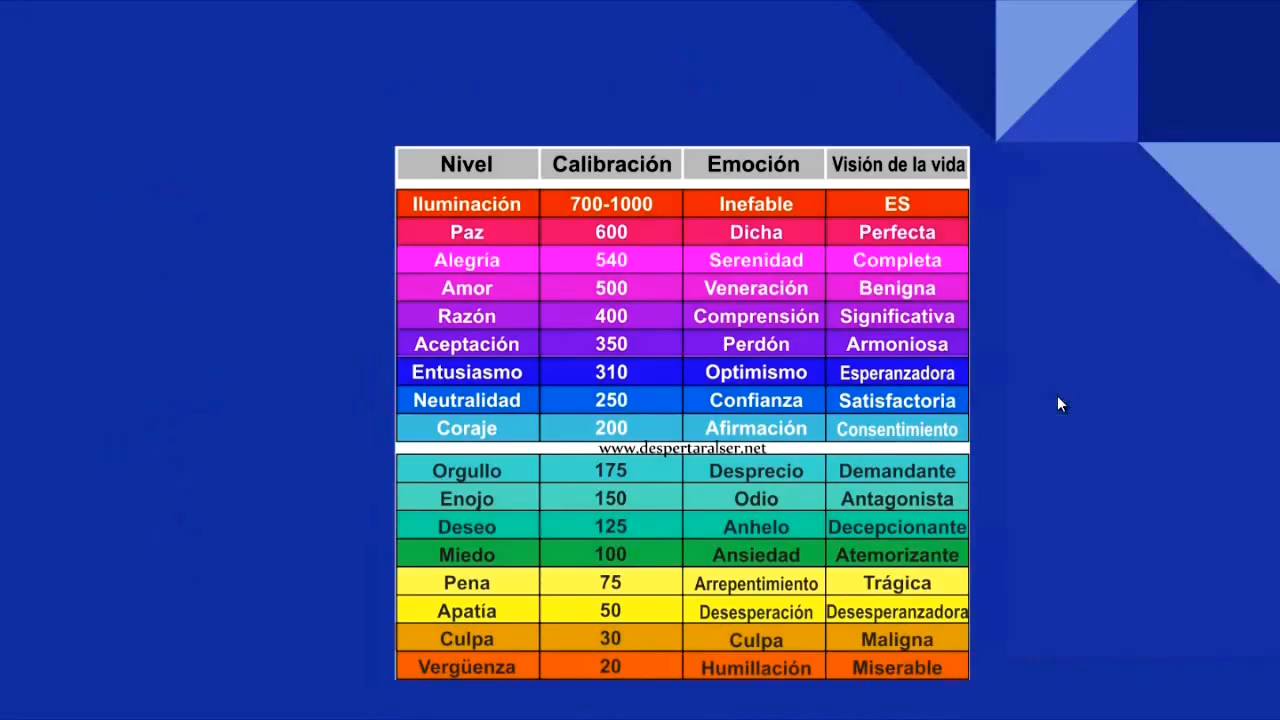 Nivel Calibración Emoción Visión de la vida
Iluminación 700-1000 Inefable ES
Paz 600 Dicha Perfecta
Alegría 540 Serenidad Completa
Amor 500 Veneración Benigna
Razón 400 Comprensión Significativa
Aceptación 350 Perdón Armoniosa
Entusiasmo 310 Optimismo Esperanzadora
Neutralidad 250 Confianza Satisfactoria
Coraje 200 Afirmación Consentimiento
www.despertaralser.net
Orgullo 175 Desprecio Demandante
Enojo 150 Odio Antagonista
Deseo 125 Anhelo Decepcionante
Miedo 100 Ansiedad Atemorizante
Pena 75 Arrepentimiento Trágica
Apatía 50 Desesperación Desesperanzadora
Culpa 30 Culpa Maligna
Vergüenza 20 Humillación Miserable